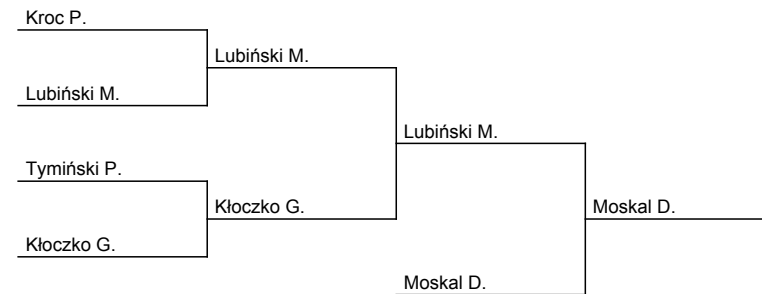 Kroc P.
Lubiński M.
Lubiński M.
Lubiński M.
Tymiński P.
Kłoczko G.
Moskal D.
Kłoczko G.
Moskal D.